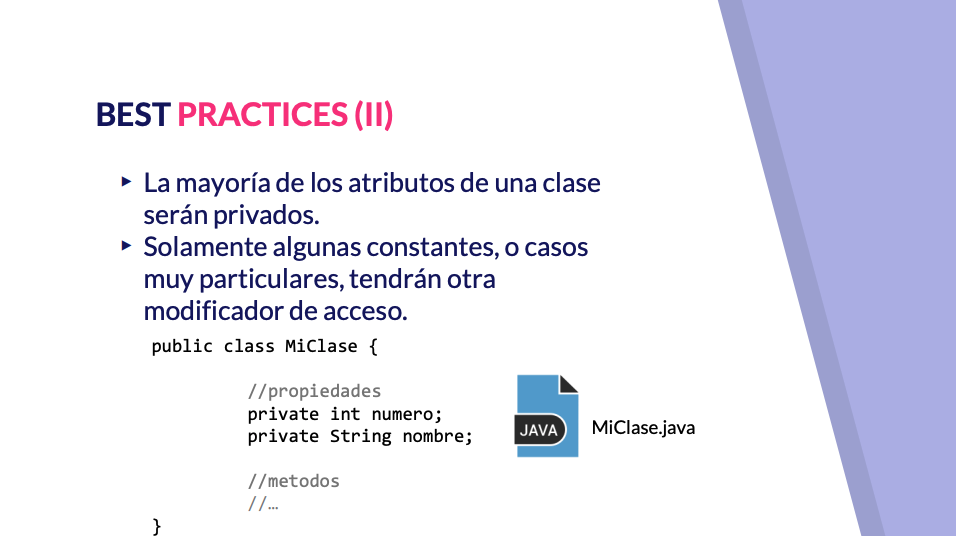 BEST PRACTICES (II)
▸ La mayoría de los atributos de una clase
serán privados.
▸ Solamente algunas constantes, o casos
muy particulares, tendrán otra
modificador de acceso.
public class MiClase {
//propiedades
private int numero;
private String nombre;
//metodos
//…
}
JAVA
MiClase.java